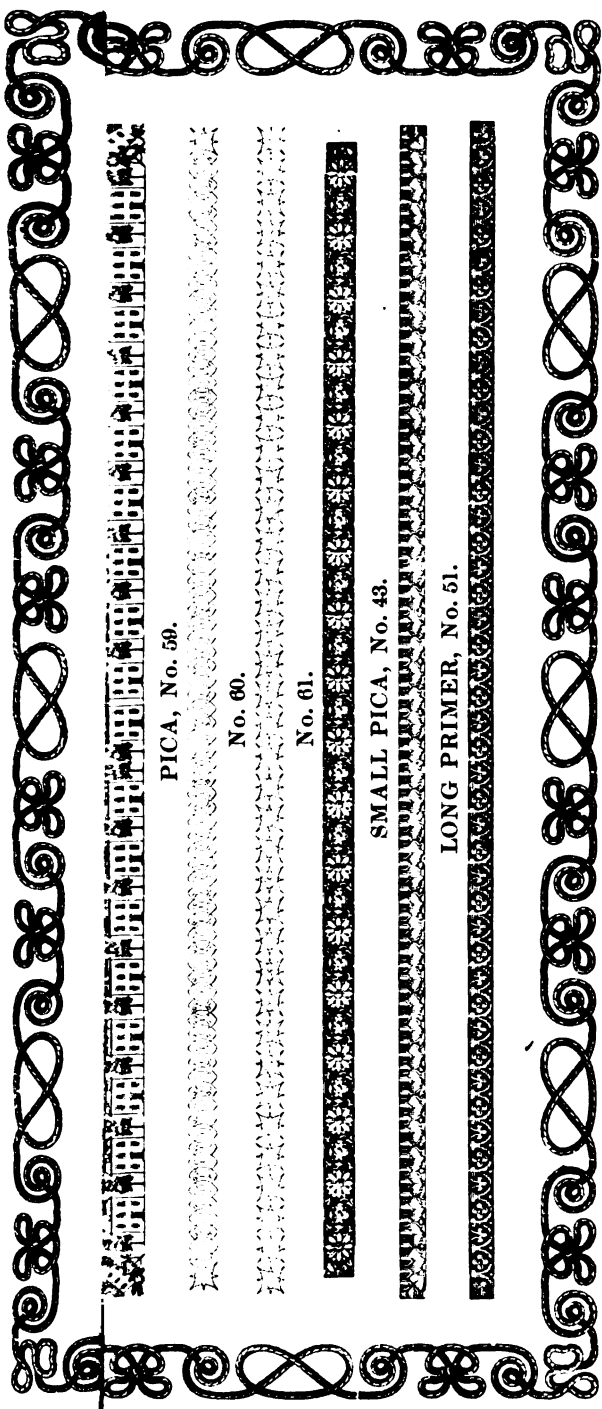 PICA, No. 59.
No. 60.
No. 61.
SMALL PICA, No. 43.
LONG PRIMER, No. 51.